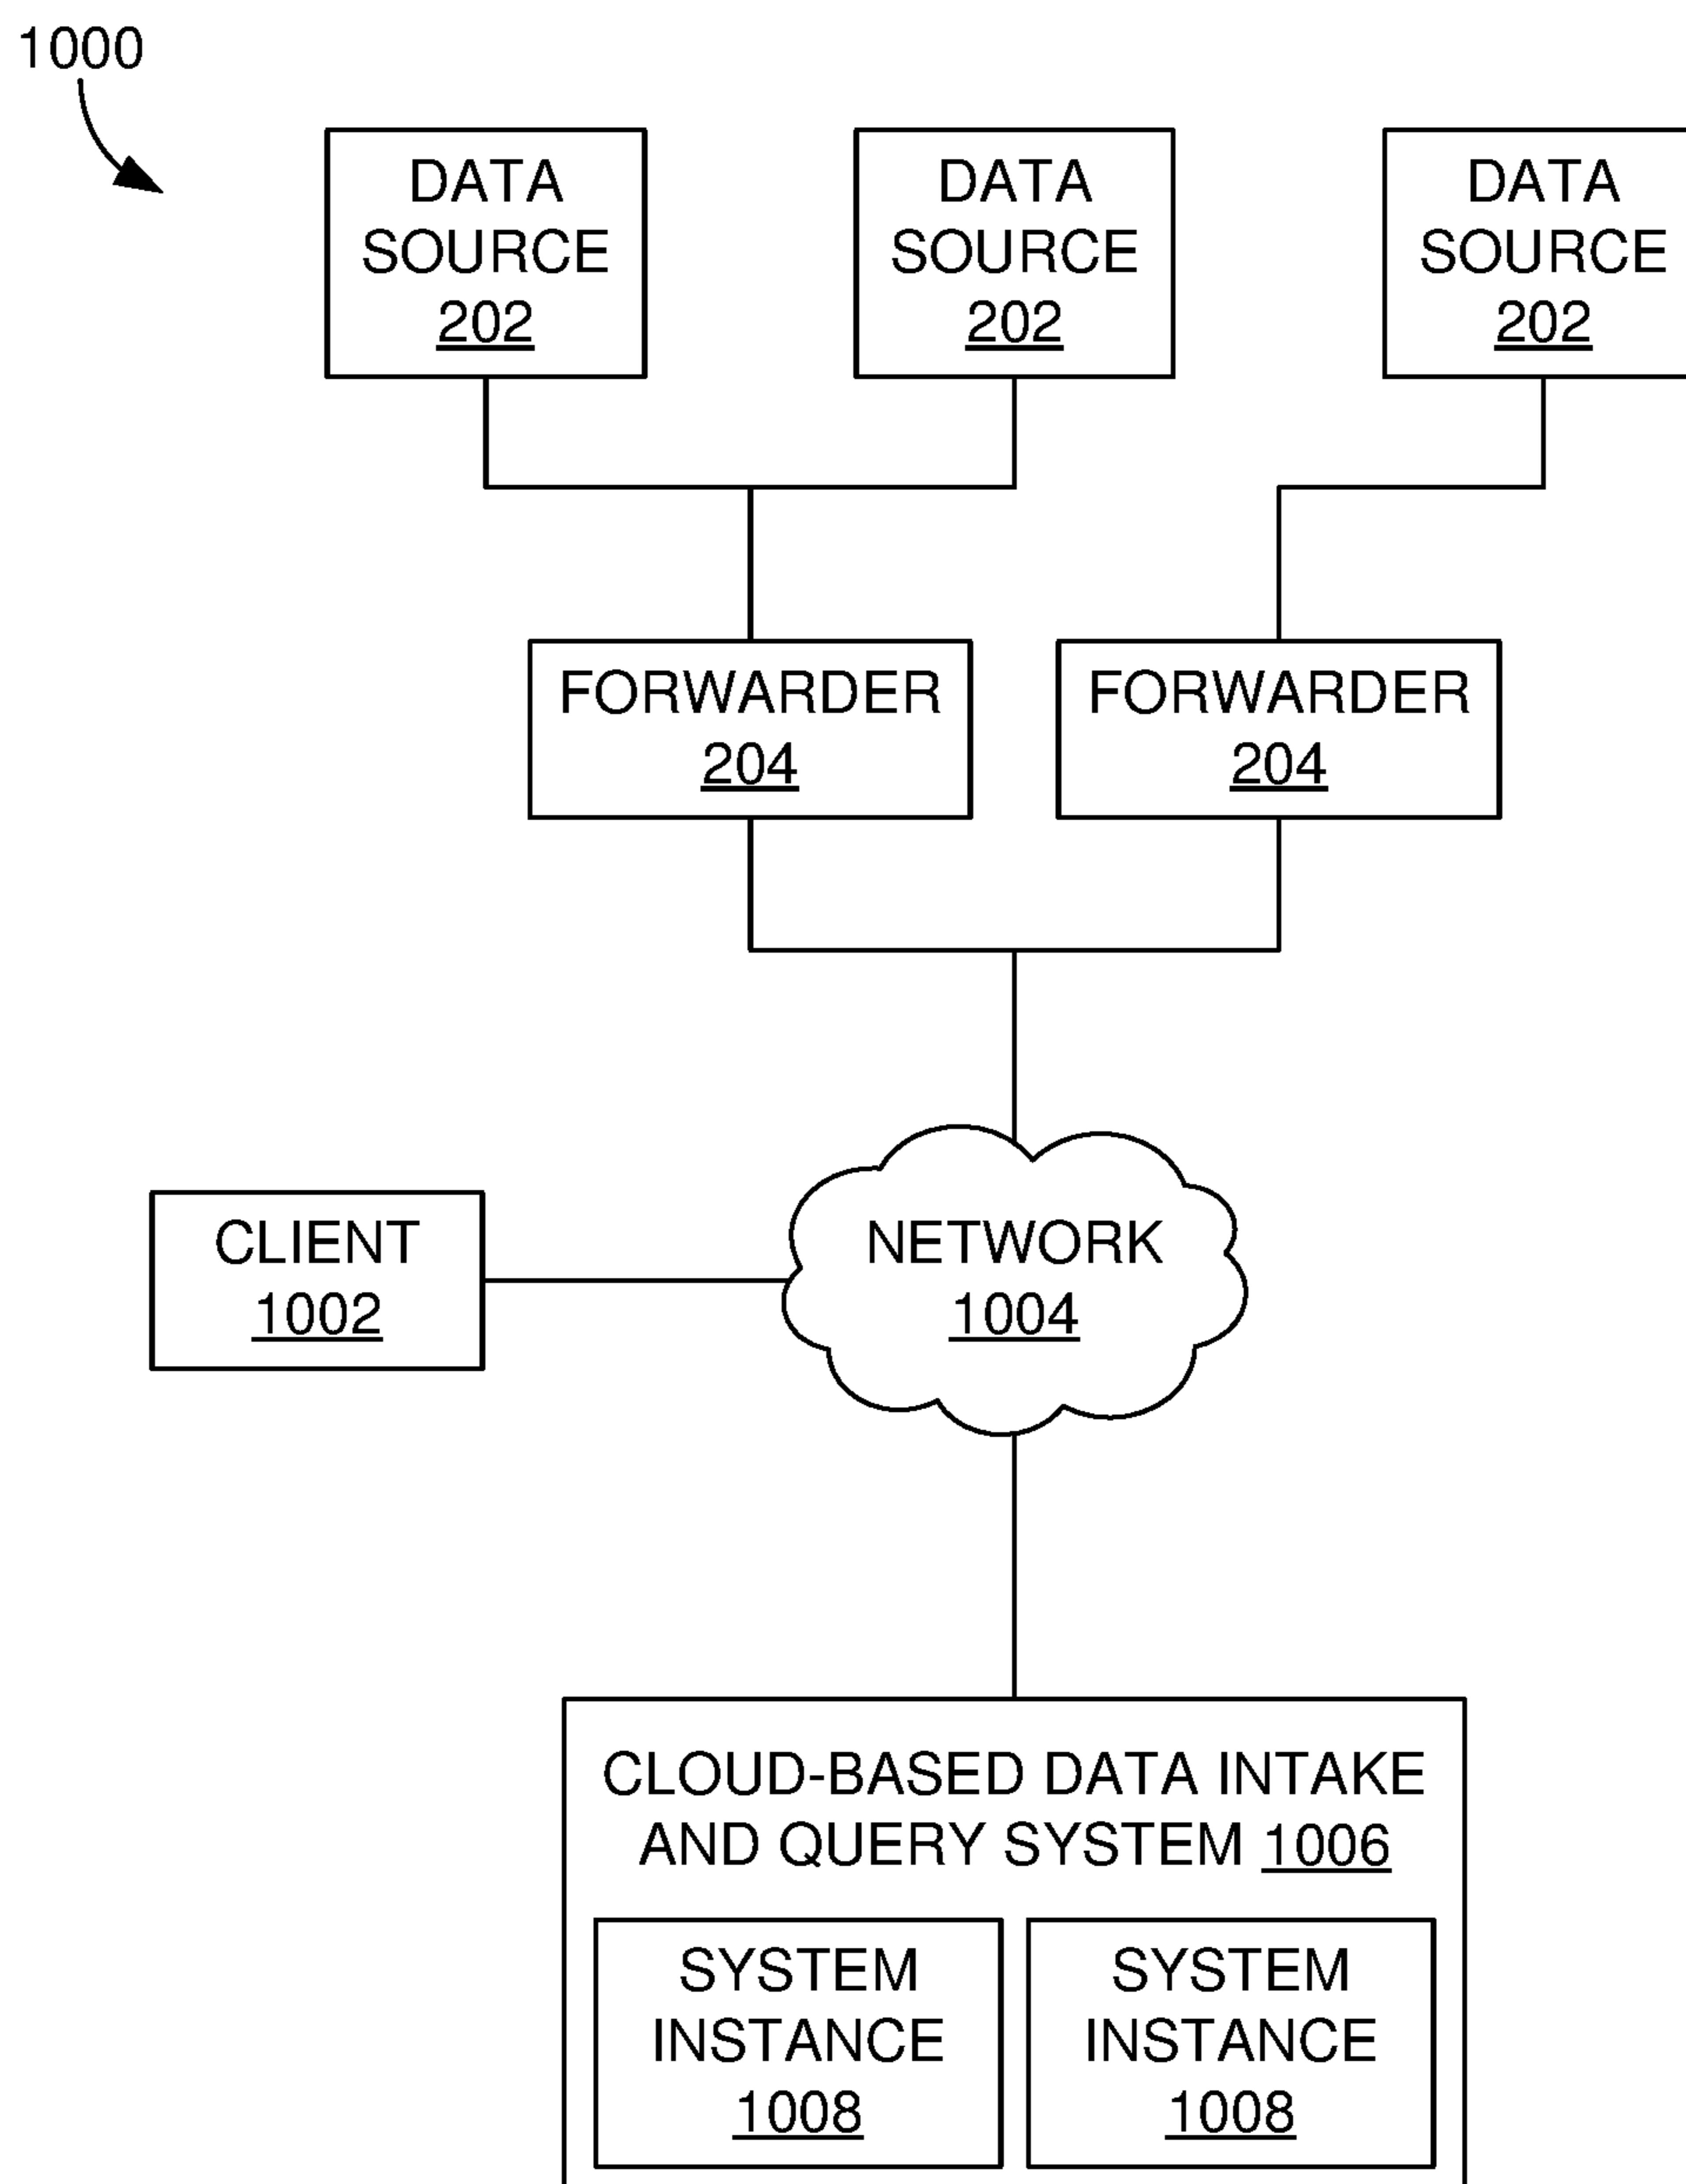 1000
DATA
SOURCE
202
DATA
SOURCE
202
DATA
SOURCE
202
FORWARDER
204
FORWARDER
204
CLIENT
1002
NETWORK
1004
CLOUD-BASED DATA INTAKE
AND QUERY SYSTEM 1006
SYSTEM
INSTANCE
1008
SYSTEM
INSTANCE
1008